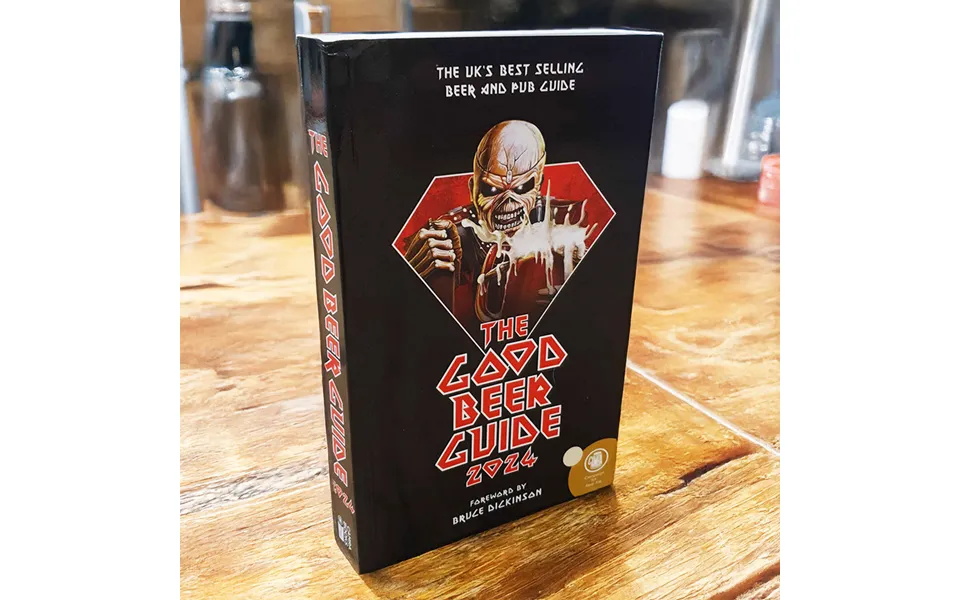 THE UK'S BEST SELLING
BEER AND PUB GUIDE
THE
GOOD
BEER
GUIDE
2024
FOREWORD BY
BRUCE DICKINSON
THE GOOD BEER GUIDE 2024